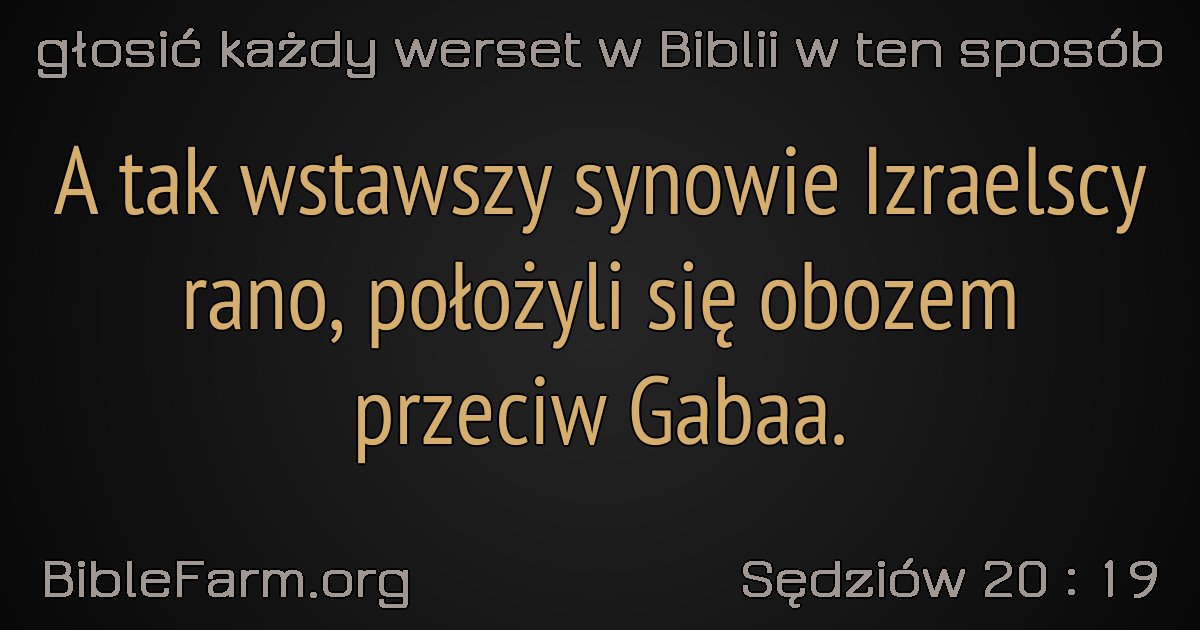 głosić każdy werset w Biblii w ten sposób
A tak wstawszy synowie Izraelscy
rano, położyli się obozem
przeciw Gabaa.
BibleFarm.org
Sędziów 20 : 19